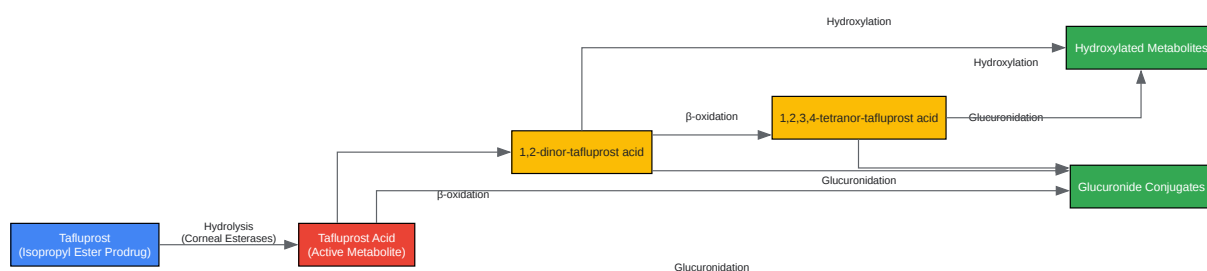 Hydroxylation
Hydroxylated Metabolites
Hydroxylation
β-oxidation
1,2,3,4-tetranor-tafluprost acid
Glucuronidation
1,2-dinor-tafluprost acid
Glucuronidation
Glucuronide Conjugates
β-oxidation
Hydrolysis
(Corneal Esterases)
Tafluprost
(Isopropyl Ester Prodrug)
Tafluprost Acid
(Active Metabolite)
Glucuronidation